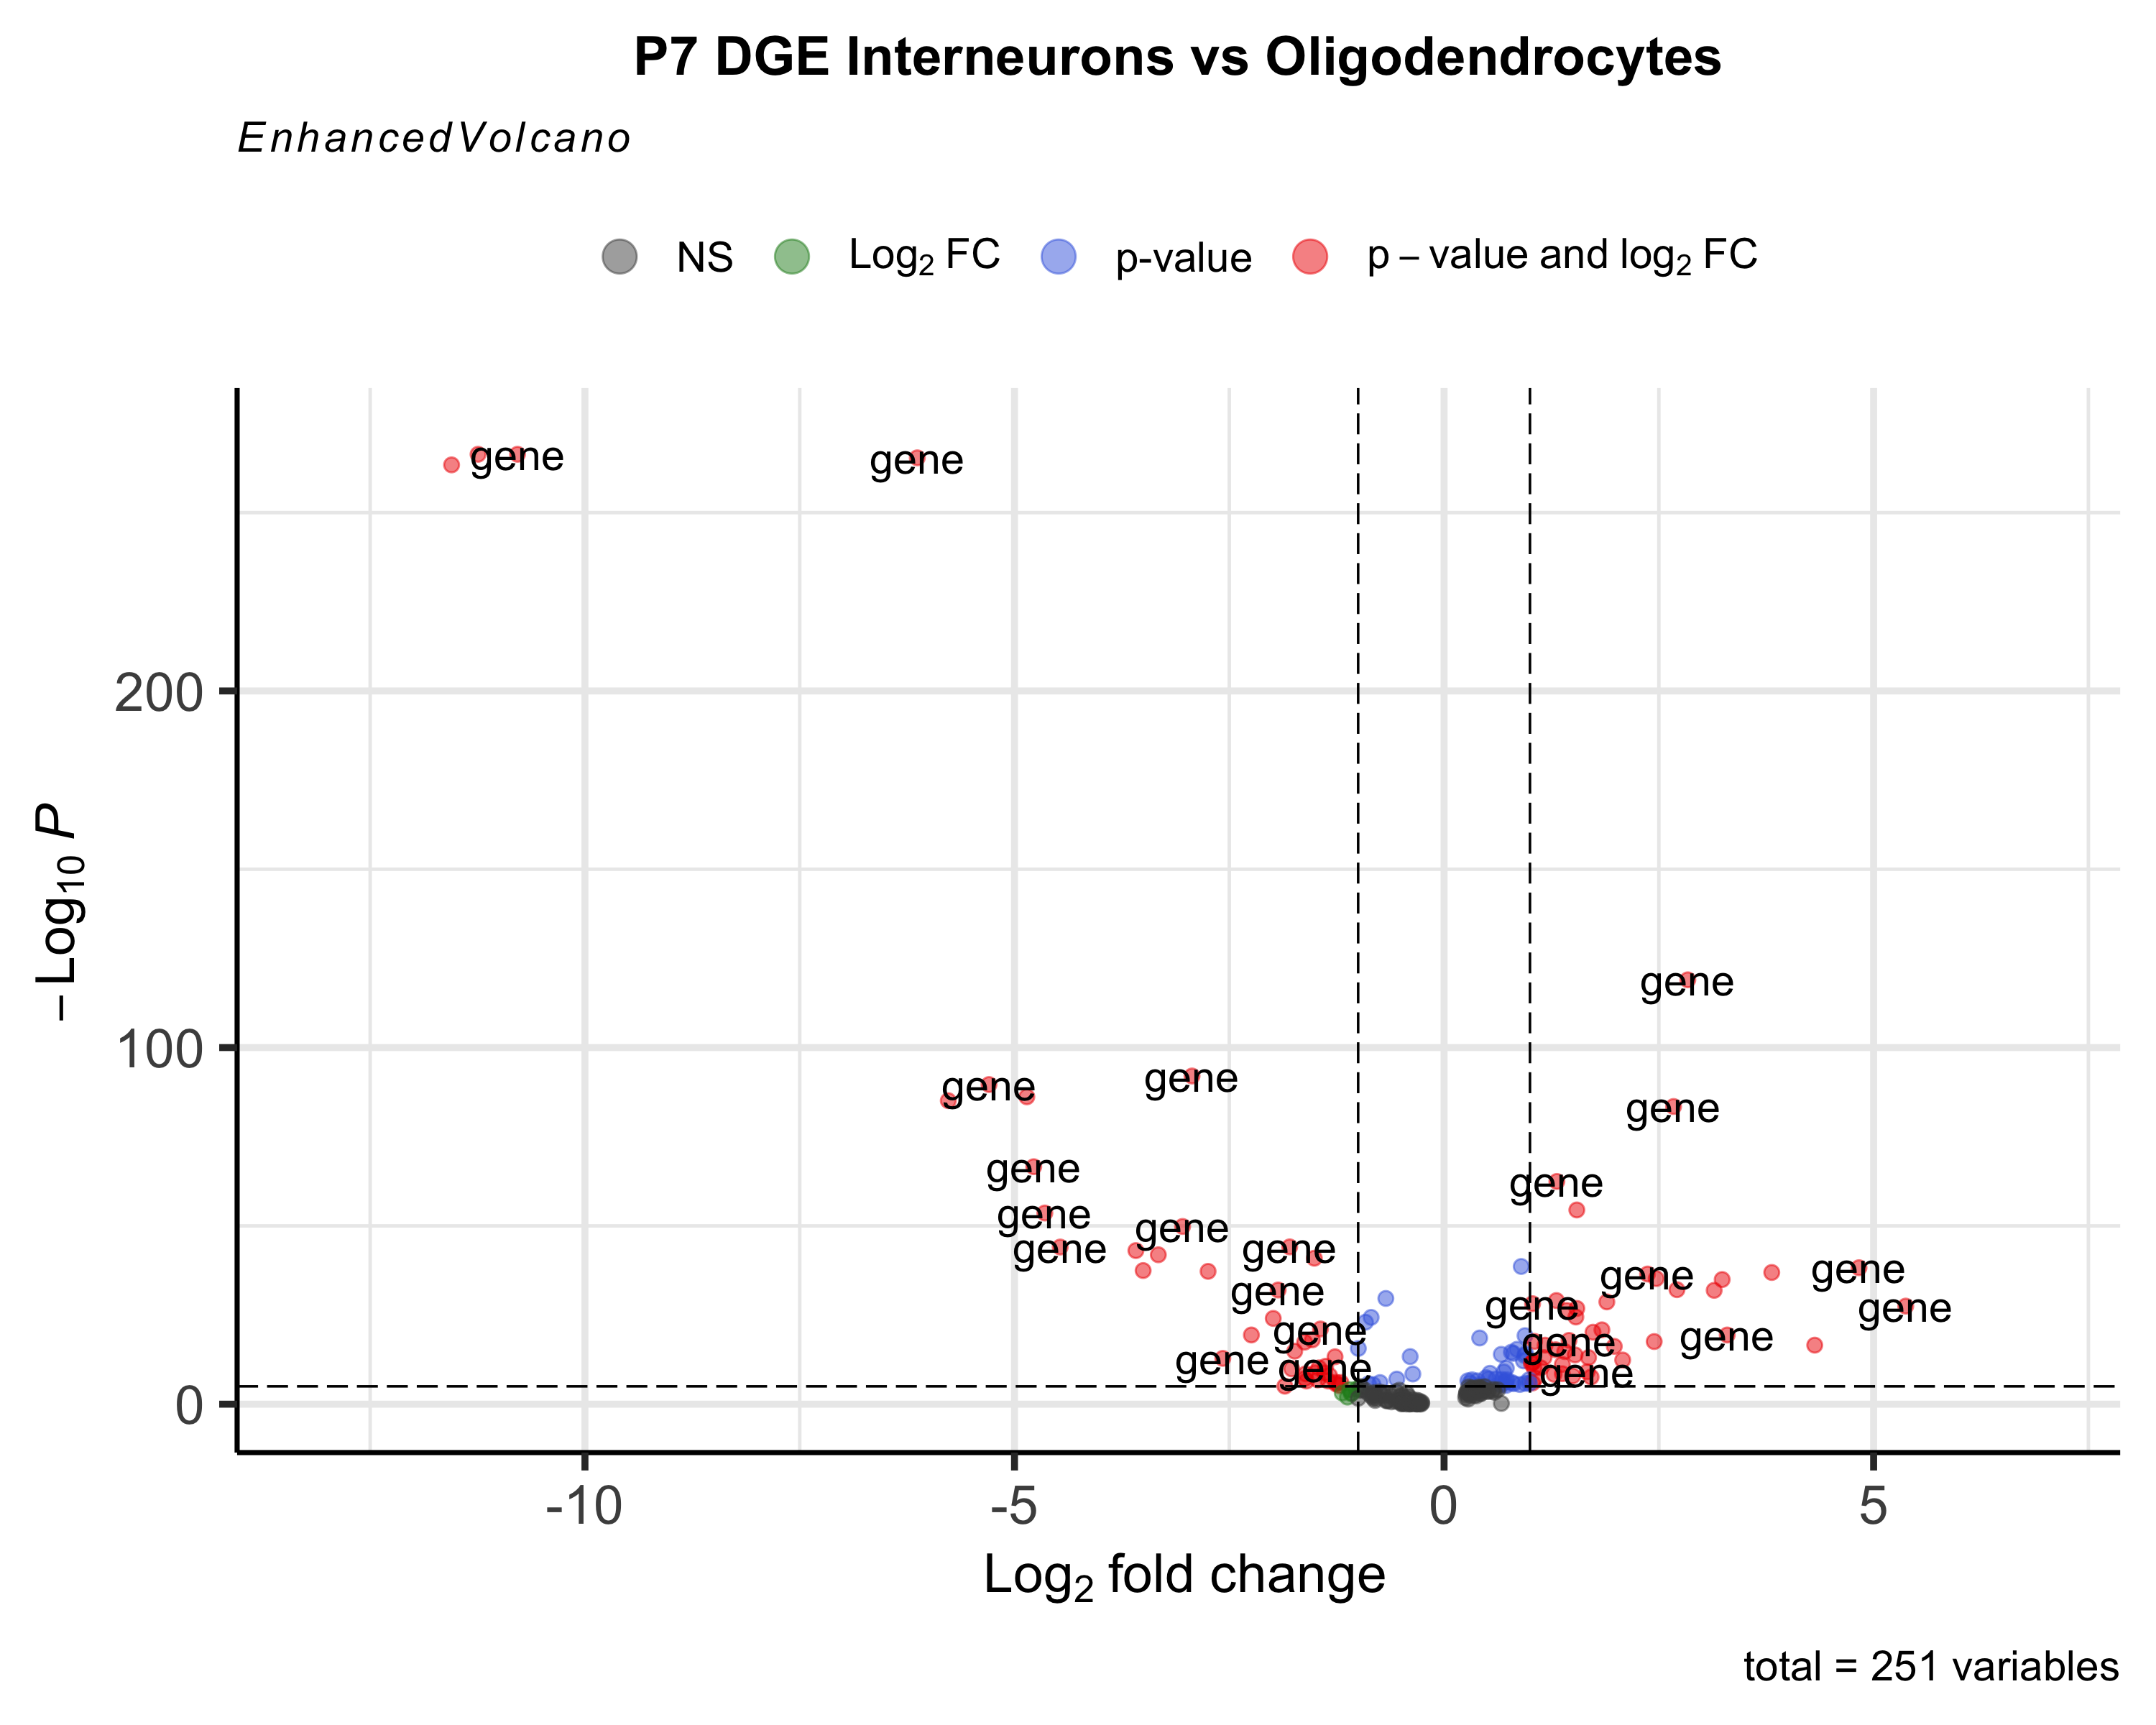 P7 DGE Interneurons vs Oligodendrocytes
EnhancedVolcano
NS Log₂ FC p-value p – value and log₂ FC
gene gene
200
– Log₁₀ P
gene
100
gene gene
gene
gene gene
gene gene
gene gene
gene gene gene
gene gene
gene gene
gene gene gene
gene gene
gene gene
0
-10 -5 0 5
Log₂ fold change
total = 251 variables